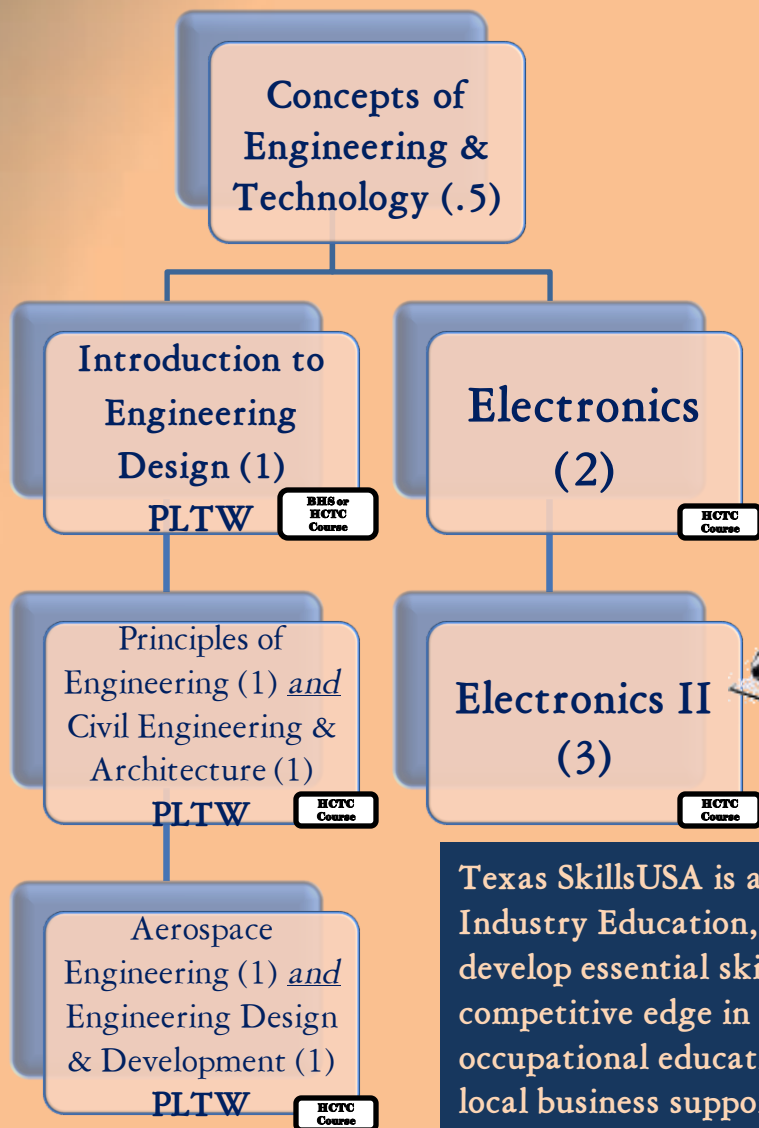 Concepts of
Engineering &
Technology (.5)
Introduction to
Engineering
Design (1)
PLTW
BHS or
HCTC
Course
Electronics
(2)
HCTC
Course
Principles of
Engineering (1) and
Civil Engineering &
Architecture (1)
PLTW
HCTC
Course
Electronics II
(3)
HCTC
Course
Aerospace
Engineering (1) and
Engineering Design
& Development (1)
PLTW
HCTC
Course
Texas SkillsUSA is a
Industry Education,
develop essential ski
competitive edge in
occupational educat
local business suppo